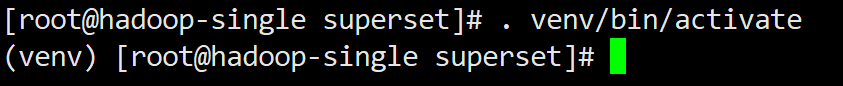 [root@hadoop-single superset]# . venv/bin/activate
(venv) [root@hadoop-single superset]#